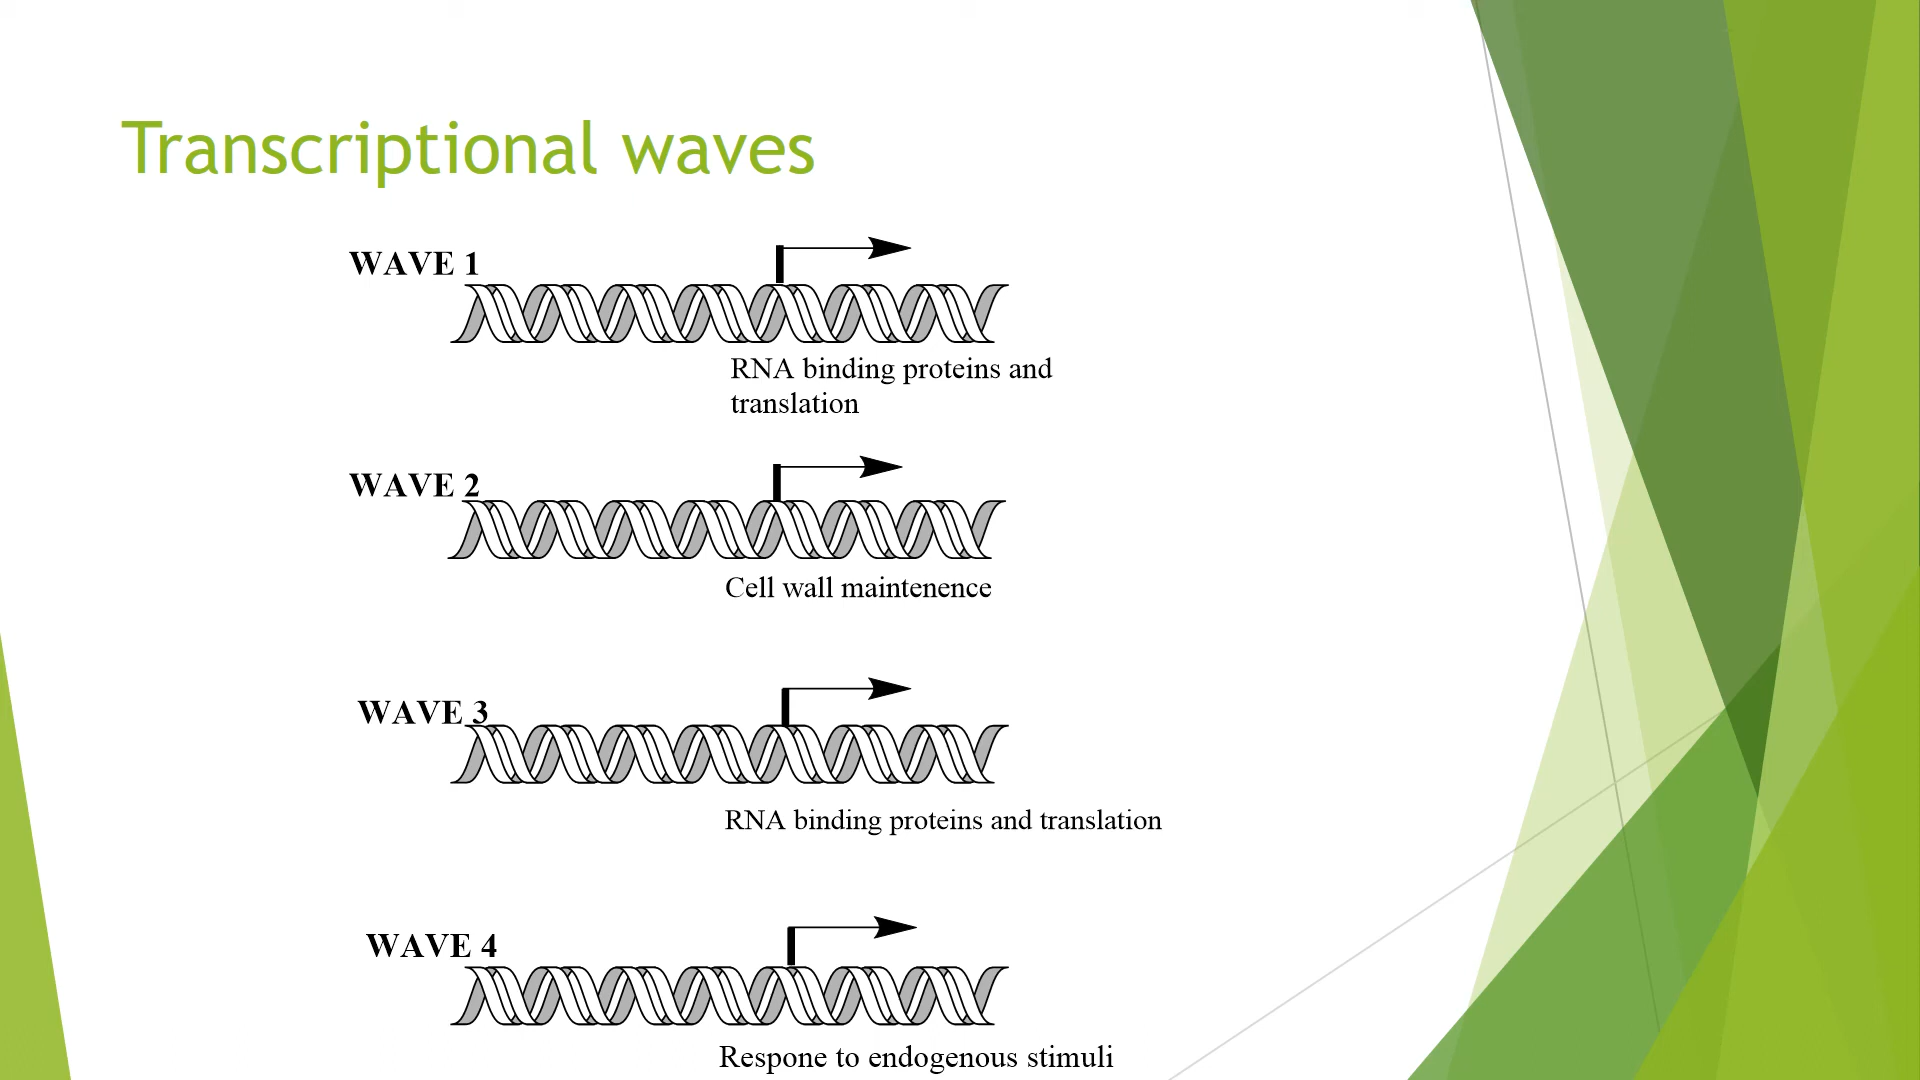 Transcriptional waves
WAVE 1
RNA binding proteins and
translation
WAVE 2
Cell wall maintenence
WAVE 3
RNA binding proteins and translation
WAVE 4
Respone to endogenous stimuli